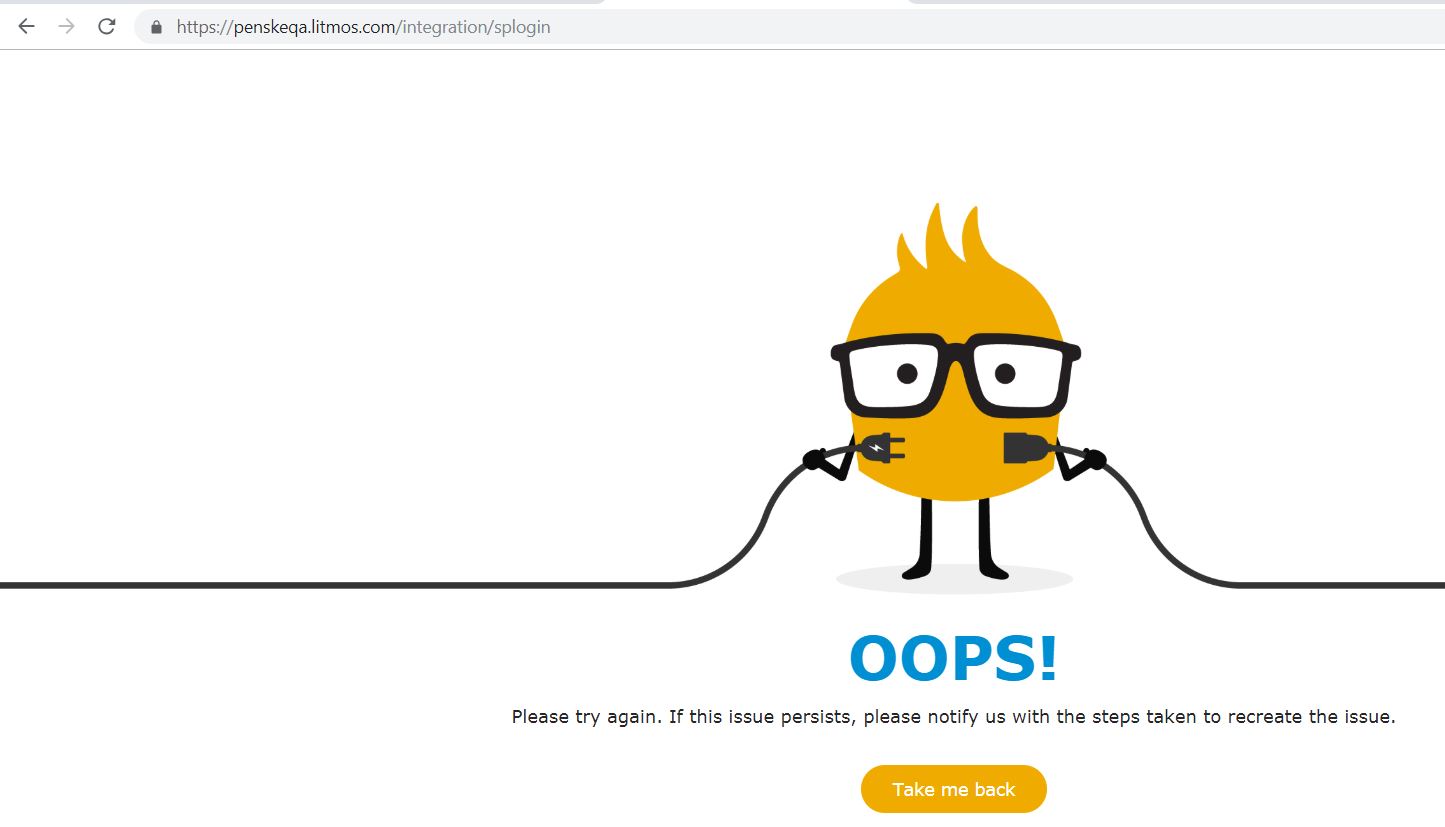 https://penskeqa.litmos.com/integration/splogin
OOPS!
Please try again. If this issue persists, please notify us with the steps taken to recreate the issue.
Take me back